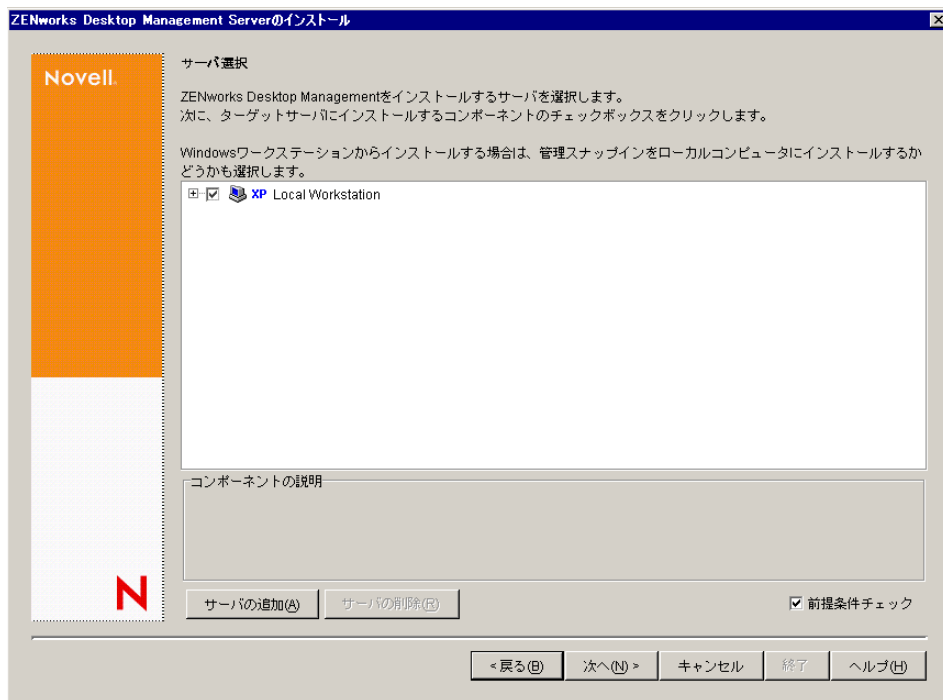 ZENworks Desktop Management Serverのインストール
Novell.
サーバ選択
ZENworks Desktop Managementをインストールするサーバを選択します。
次に、ターゲットサーバにインストールするコンポーネントのチェックボックスをクリックします。
Windowsワークステーションからインストールする場合は、管理スナップインをローカルコンピュータにインストールするか
どうかも選択します。
XP Local Workstation
コンポーネントの説明
N
サーバの追加(A) サーバの削除(R) 前提条件チェック
<戻る(B) 次へ(N)> キャンセル 終了 ヘルプ(H)